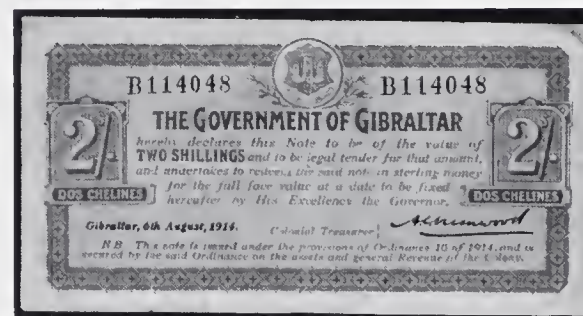 B114048 B114048
THE GOVERNMENT OF GIBRALTAR
hereby declares this Note to be of the value of
TWO SHILLINGS and to be legal tender for that amount,
and undertakes to redeem the said note in sterling money
for the full face value at a date to be fixed
hereafter by His Excellency the Governor.
2/- 2/-
DOS CHELINES DOS CHELINES
Gibraltar, 6th August, 1914. Colonial Treasurer
N.B. This note is issued under the provisions of Ordinance 10 of 1914, and is
secured by the said Ordinance on the assets and general Revenue of the Colony.